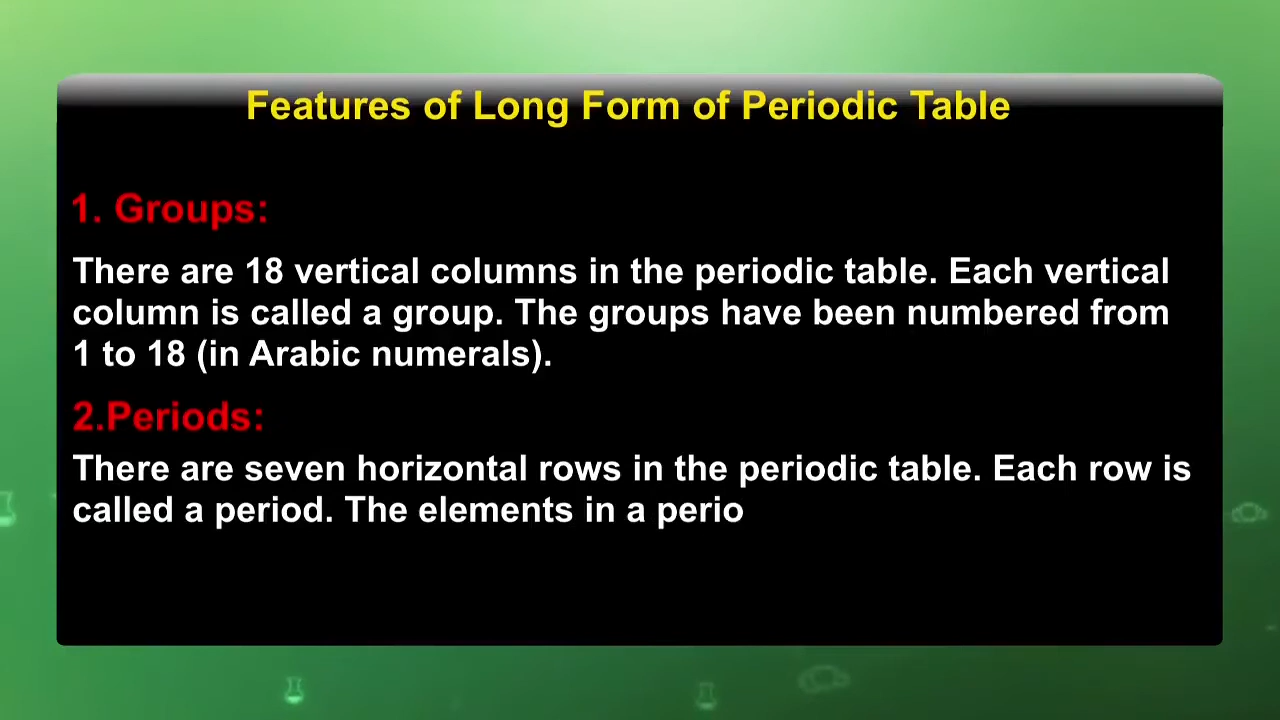 Features of Long Form of Periodic Table
1. Groups:
There are 18 vertical columns in the periodic table. Each vertical
column is called a group. The groups have been numbered from
1 to 18 (in Arabic numerals).
2.Periods:
There are seven horizontal rows in the periodic table. Each row is
called a period. The elements in a perio